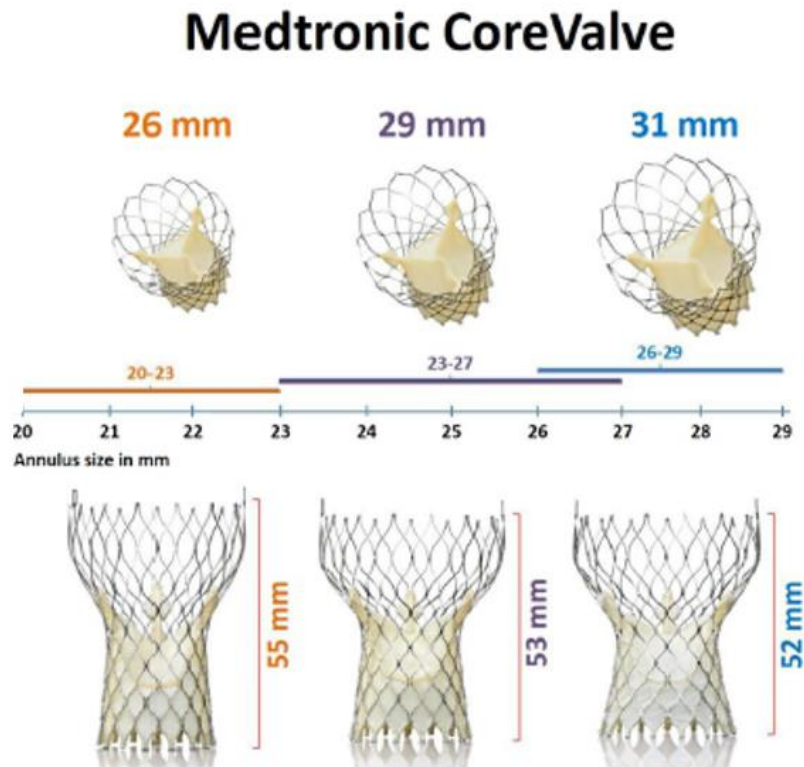 Medtronic CoreValve
26 mm
29 mm
31 mm
20-23
23-27
26-29
20 21 22 23 24 25 26 27 28 29
Annulus size in mm
55 mm
53 mm
52 mm